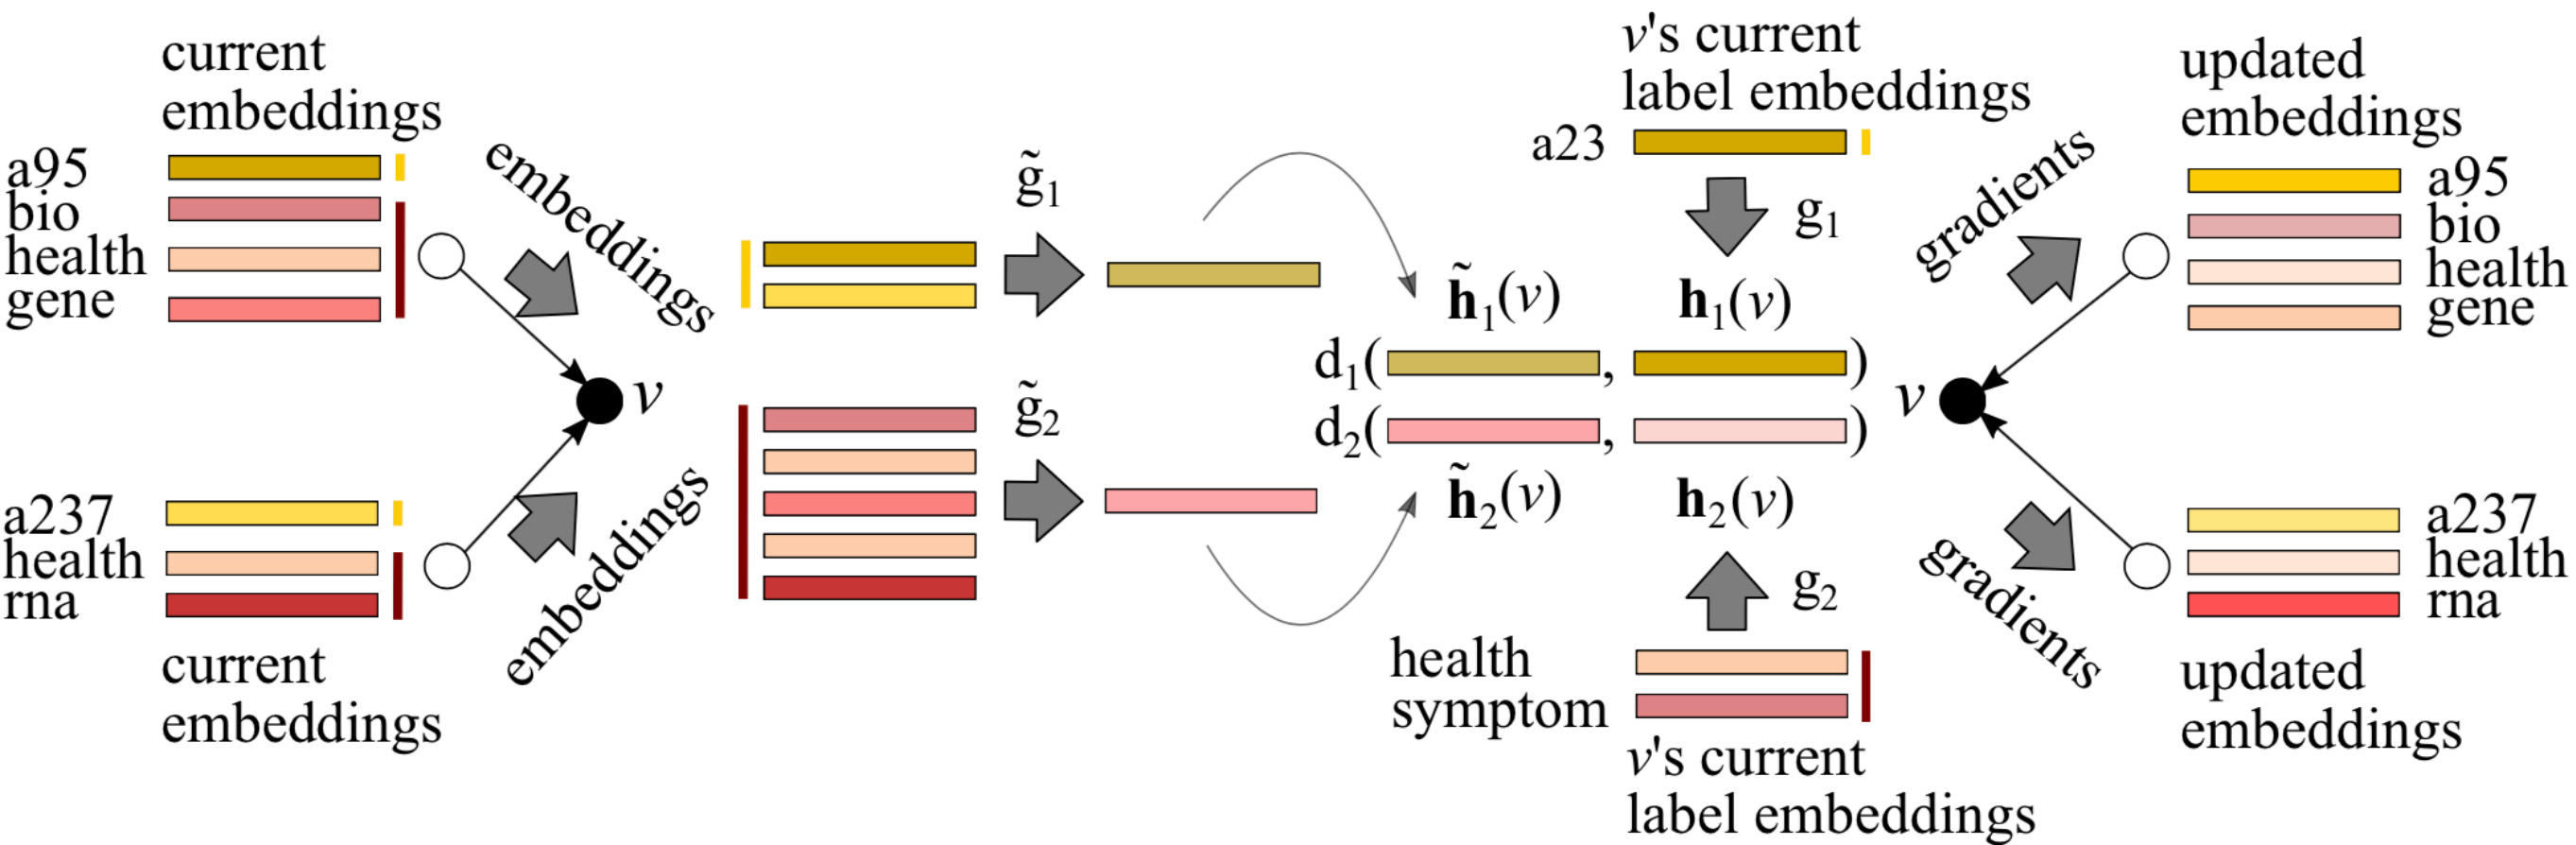 current
embeddings
a95
bio
health
gene
embeddings
a237
health
rna
current
embeddings
embeddings
v
g̃₁
g̃₂
v's current
label embeddings
a23
g₁
h̃₁(v)
h₁(v)
d₁( , )
d₂( , )
h̃₂(v)
h₂(v)
g₂
health
symptom
v's current
label embeddings
gradients
v
gradients
updated
embeddings
a95
bio
health
gene
a237
health
rna
updated
embeddings